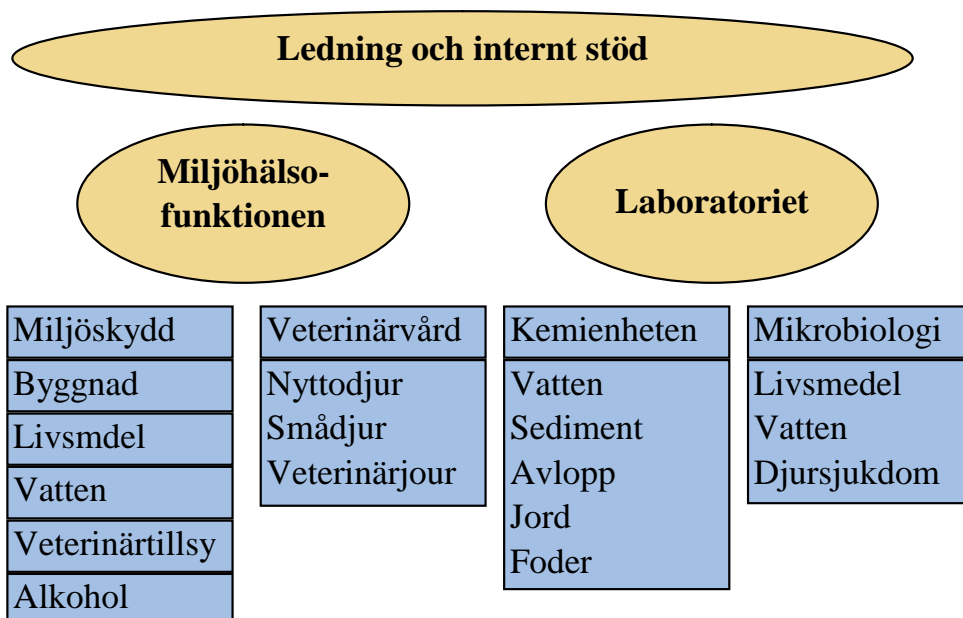 Ledning och internt stöd
Miljöhälso-
funktionen
Laboratoriet
Miljöskydd
Byggnad
Livsmdel
Vatten
Veterinärtillsy
Alkohol
Veterinärvård
Nyttodjur
Smådjur
Veterinärjour
Kemienheten
Vatten
Sediment
Avlopp
Jord
Foder
Mikrobiologi
Livsmedel
Vatten
Djursjukdom